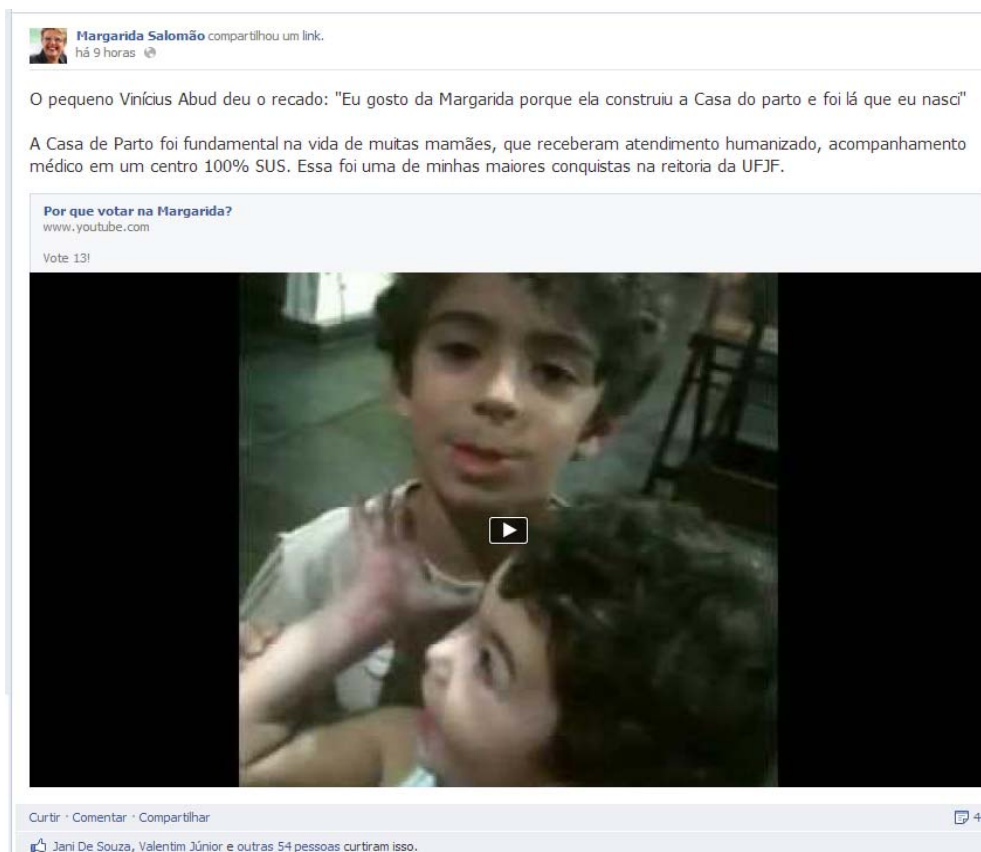 Margarida Salomão compartilhou um link.
há 9 horas
O pequeno Vinícius Abud deu o recado: "Eu gosto da Margarida porque ela construiu a Casa do parto e foi lá que eu nasci"
A Casa de Parto foi fundamental na vida de muitas mamães, que receberam atendimento humanizado, acompanhamento
médico em um centro 100% SUS. Essa foi uma de minhas maiores conquistas na reitoria da UFJF.
Por que votar na Margarida?
www.youtube.com
Vote 13!
Curtir · Comentar · Compartilhar 4
Jani De Souza, Valentim Júnior e outras 54 pessoas curtiram isso.